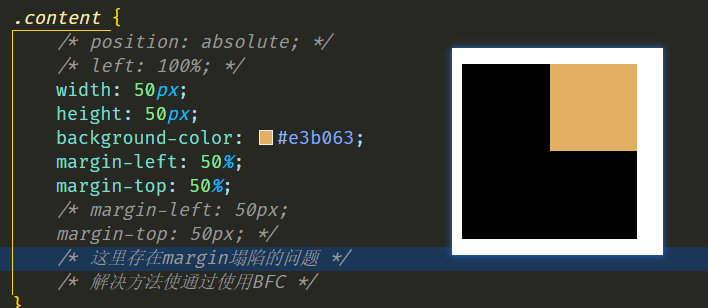 .content {
/* position: absolute; */
/* left: 100%; */
width: 50px;
height: 50px;
background-color: #e3b063;
margin-left: 50%;
margin-top: 50%;
/* margin-left: 50px;
margin-top: 50px; */
/* 这里存在margin塌陷的问题 */
/* 解决方法使通过使用BFC */
}